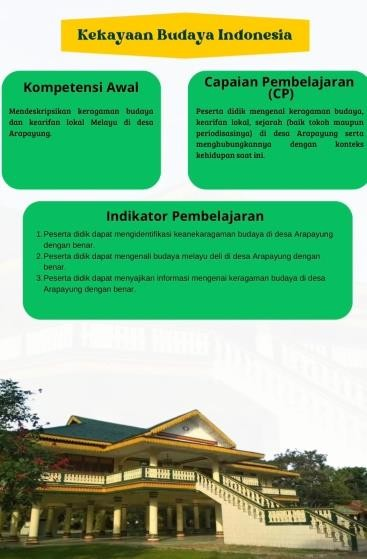 Kekayaan Budaya Indonesia
Kompetensi Awal
Mendeskripsikan keragaman budaya
dan kearifan lokal Melayu di desa
Arapayung.
Capaian Pembelajaran
(CP)
Peserta didik mengenal keragaman budaya,
kearifan lokal, sejarah (baik tokoh maupun
periodisasinya) di desa Arapayung serta
menghubungkannya dengan konteks
kehidupan saat ini.
Indikator Pembelajaran
1. Peserta didik dapat mengidentifikasi keanekaragaman budaya di desa Arapayung
dengan benar.
2. Peserta didik dapat mengenali budaya melayu deli di desa Arapayung dengan
benar.
3. Peserta didik dapat menyajikan informasi mengenai keragaman budaya di desa
Arapayung dengan benar.